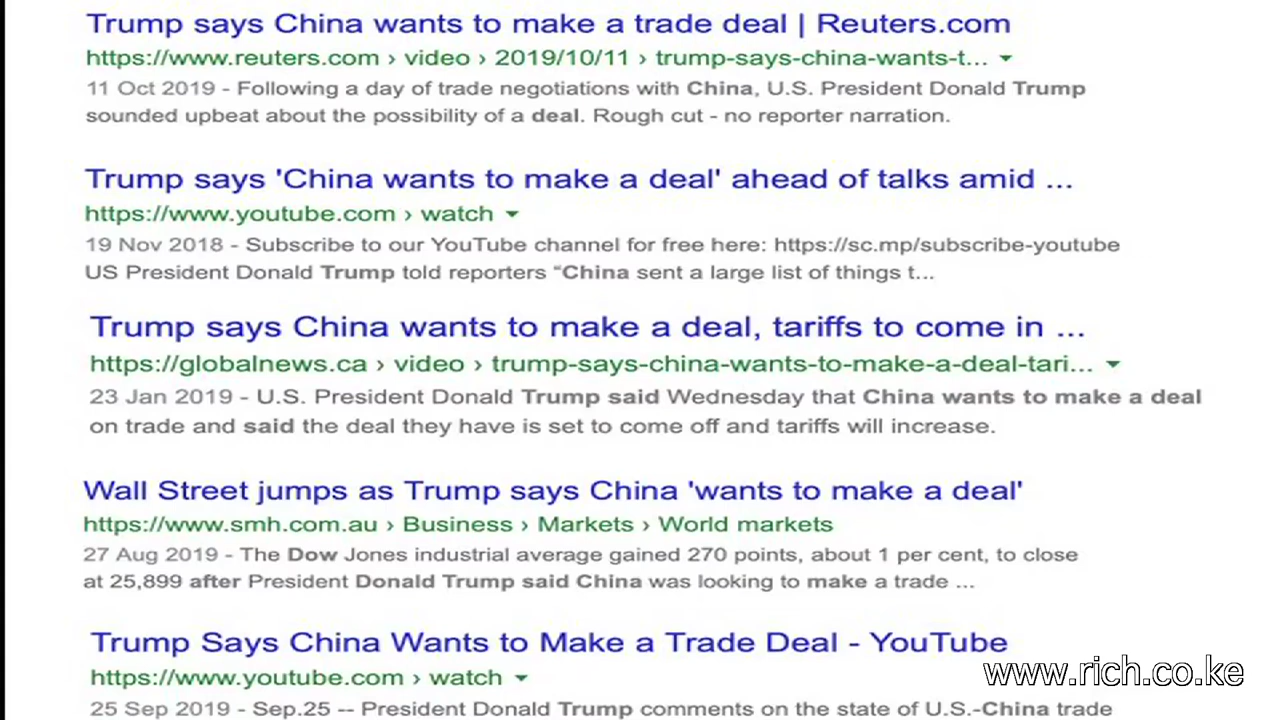 Trump says China wants to make a trade deal | Reuters.com
https://www.reuters.com › video › 2019/10/11 › trump-says-china-wants-t...
11 Oct 2019 - Following a day of trade negotiations with China, U.S. President Donald Trump
sounded upbeat about the possibility of a deal. Rough cut - no reporter narration.
Trump says 'China wants to make a deal' ahead of talks amid ...
https://www.youtube.com › watch
19 Nov 2018 - Subscribe to our YouTube channel for free here: https://sc.mp/subscribe-youtube
US President Donald Trump told reporters “China sent a large list of things t...
Trump says China wants to make a deal, tariffs to come in ...
https://globalnews.ca › video › trump-says-china-wants-to-make-a-deal-tari...
23 Jan 2019 - U.S. President Donald Trump said Wednesday that China wants to make a deal
on trade and said the deal they have is set to come off and tariffs will increase.
Wall Street jumps as Trump says China 'wants to make a deal'
https://www.smh.com.au › Business › Markets › World markets
27 Aug 2019 - The Dow Jones industrial average gained 270 points, about 1 per cent, to close
at 25,899 after President Donald Trump said China was looking to make a trade ...
Trump Says China Wants to Make a Trade Deal - YouTube
https://www.youtube.com › watch
25 Sep 2019 - Sep.25 -- President Donald Trump comments on the state of U.S.-China trade
www.rich.co.ke